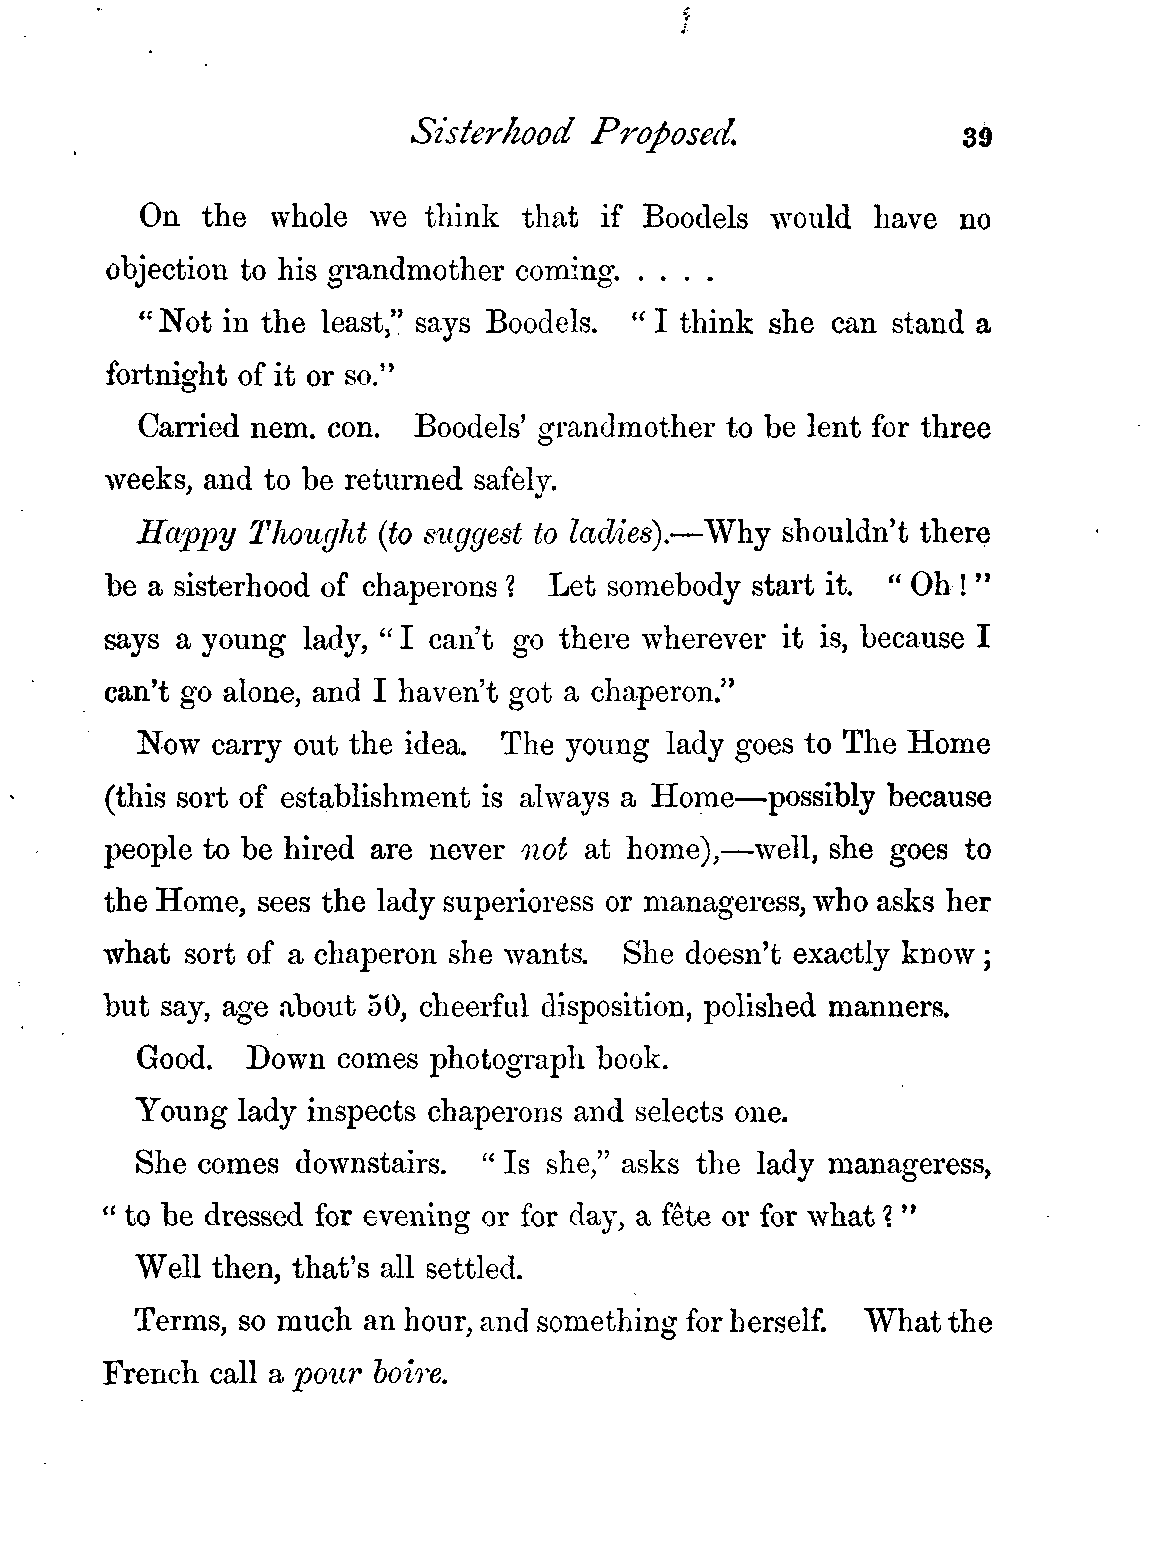 Sisterhood Proposed. 39
On the whole we think that if Boodels would have no
objection to his grandmother coming. . . . .
"Not in the least," says Boodels. "I think she can stand a
fortnight of it or so."
Carried nem. con. Boodels' grandmother to be lent for three
weeks, and to be returned safely.
Happy Thought (to suggest to ladies).—Why shouldn't there
be a sisterhood of chaperons? Let somebody start it. "Oh!"
says a young lady, "I can't go there wherever it is, because I
can't go alone, and I haven't got a chaperon."
Now carry out the idea. The young lady goes to The Home
(this sort of establishment is always a Home—possibly because
people to be hired are never not at home),—well, she goes to
the Home, sees the lady superioress or manageress, who asks her
what sort of a chaperon she wants. She doesn't exactly know;
but say, age about 50, cheerful disposition, polished manners.
Good. Down comes photograph book.
Young lady inspects chaperons and selects one.
She comes downstairs. "Is she," asks the lady manageress,
"to be dressed for evening or for day, a fête or for what?"
Well then, that's all settled.
Terms, so much an hour, and something for herself. What the
French call a pour boire.